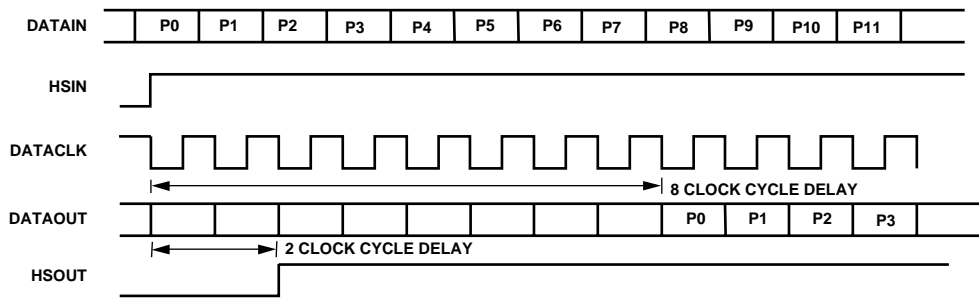 DATAIN P0 P1 P2 P3 P4 P5 P6 P7 P8 P9 P10 P11
HSIN
DATACLK
8 CLOCK CYCLE DELAY
DATAOUT P0 P1 P2 P3
2 CLOCK CYCLE DELAY
HSOUT